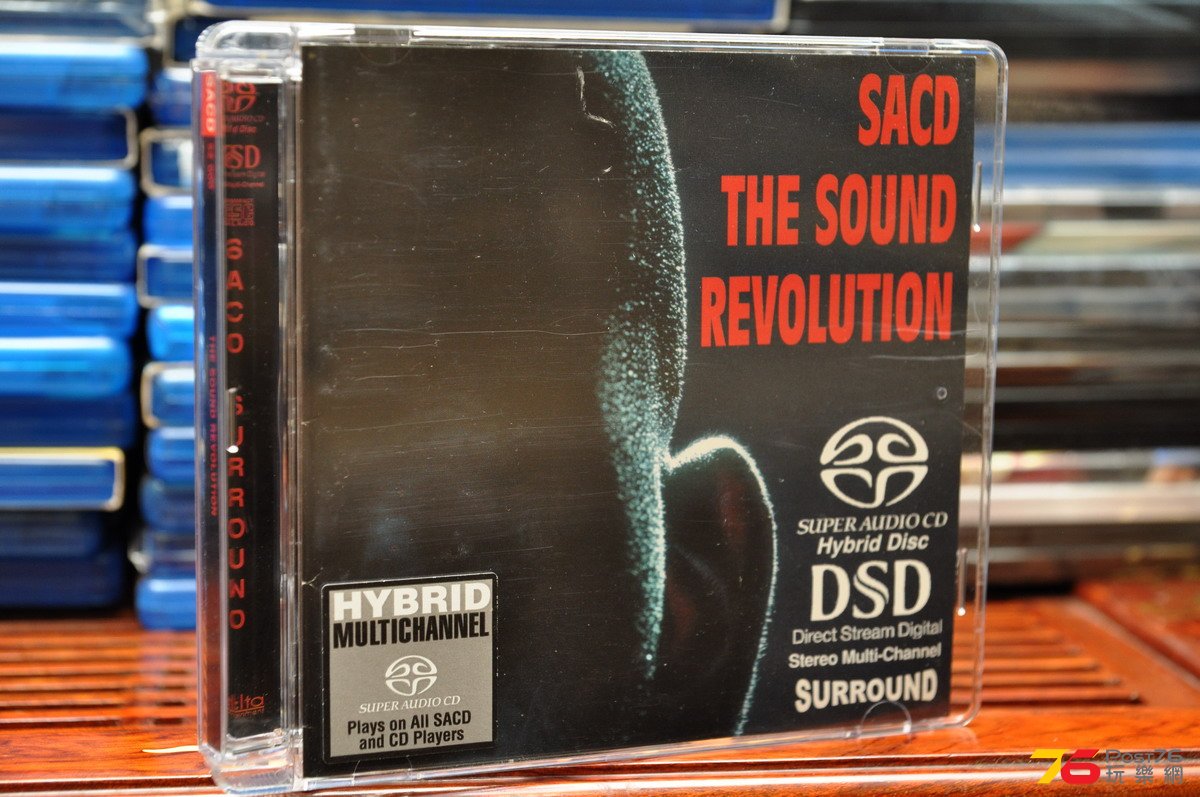 SACD
THE SOUND
REVOLUTION
SUPER AUDIO CD
Hybrid Disc
DSD
Direct Stream Digital
Stereo Multi-Channel
SURROUND
HYBRID
MULTICHANNEL
SUPER AUDIO CD
Plays on All SACD
and CD Players
SACD
SACD SURROUND
THE SOUND REVOLUTION
76 Post76
玩樂網